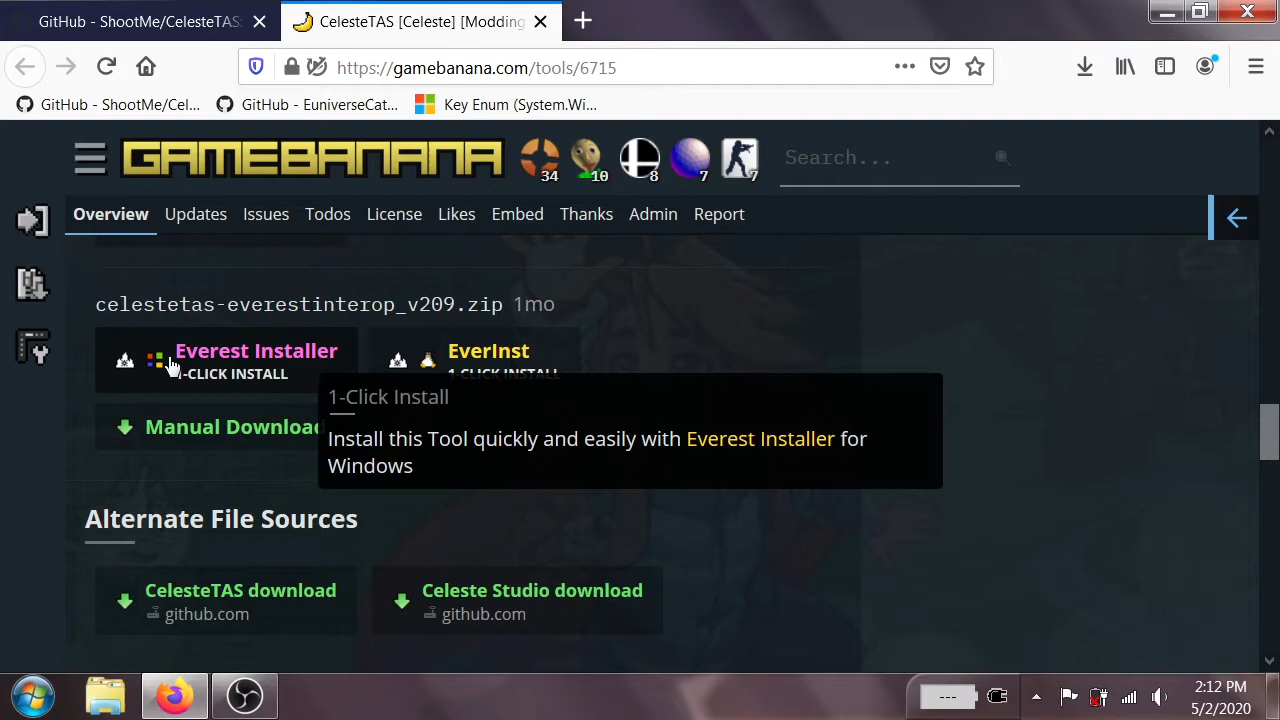 GitHub - ShootMe/CelesteTAS:
CelesteTAS [Celeste] [Modding
https://gamebanana.com/tools/6715
GitHub - ShootMe/Cel...
GitHub - EuniverseCat...
Key Enum (System.Wi...
GAMEBANANA
34
10
8
7
7
Search...
Overview
Updates
Issues
Todos
License
Likes
Embed
Thanks
Admin
Report
celestetas-everestinterop_v209.zip 1mo
Everest Installer
1-CLICK INSTALL
EverInst
1-CLICK INSTALL
Manual Download
1-Click Install
Install this Tool quickly and easily with Everest Installer for
Windows
Alternate File Sources
CelesteTAS download
github.com
Celeste Studio download
github.com
---
2:12 PM
5/2/2020